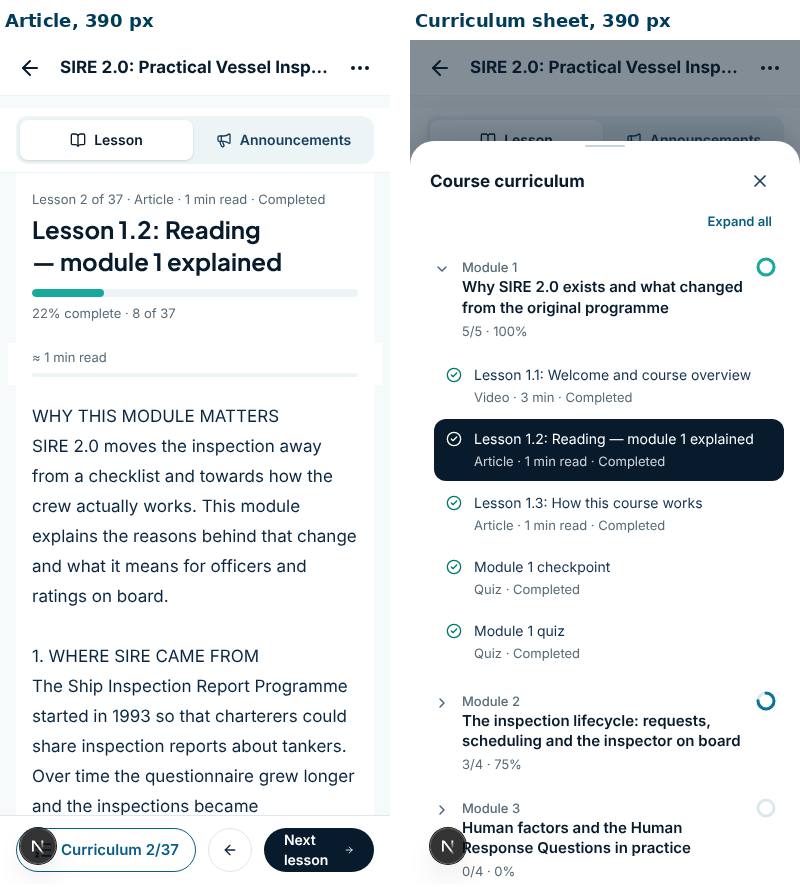 Article, 390 px
SIRE 2.0: Practical Vessel Insp...
Lesson
Announcements
Lesson 2 of 37 · Article · 1 min read · Completed
Lesson 1.2: Reading
— module 1 explained
22% complete · 8 of 37
≈ 1 min read
WHY THIS MODULE MATTERS
SIRE 2.0 moves the inspection away
from a checklist and towards how the
crew actually works. This module
explains the reasons behind that change
and what it means for officers and
ratings on board.
1. WHERE SIRE CAME FROM
The Ship Inspection Report Programme
started in 1993 so that charterers could
share inspection reports about tankers.
Over time the questionnaire grew longer
and the inspections became
N
Curriculum 2/37
Next
lesson
Curriculum sheet, 390 px
SIRE 2.0: Practical Vessel Insp...
Lesson
Announcements
Course curriculum
Expand all
Module 1
Why SIRE 2.0 exists and what changed
from the original programme
5/5 · 100%
Lesson 1.1: Welcome and course overview
Video · 3 min · Completed
Lesson 1.2: Reading — module 1 explained
Article · 1 min read · Completed
Lesson 1.3: How this course works
Article · 1 min read · Completed
Module 1 checkpoint
Quiz · Completed
Module 1 quiz
Quiz · Completed
Module 2
The inspection lifecycle: requests,
scheduling and the inspector on board
3/4 · 75%
Module 3
Human factors and the Human
Response Questions in practice
0/4 · 0%
N